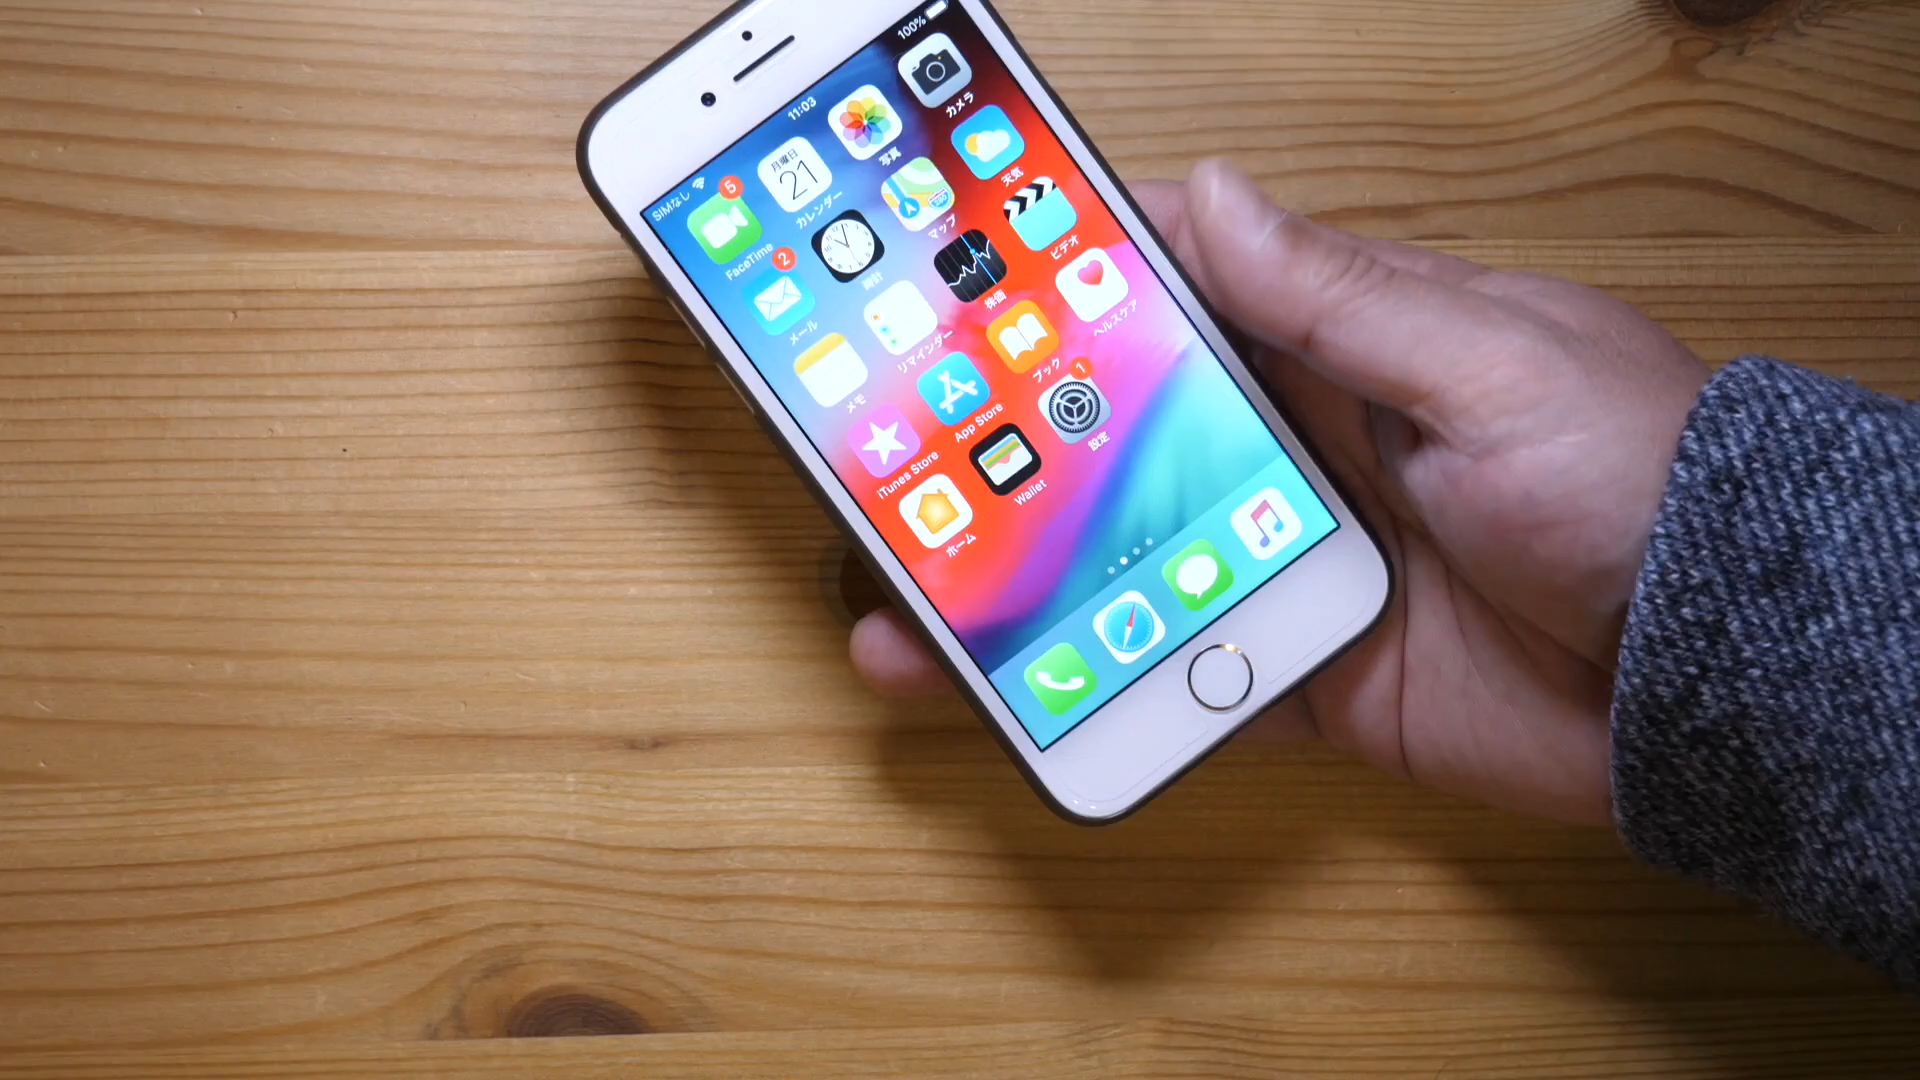 SIMなし 11:03 100%
5
月曜日
21
FaceTime
カレンダー
写真
カメラ
2
メール
時計
マップ
天気
メモ
リマインダー
株価
ビデオ
iTunes Store
App Store
ブック
ヘルスケア
1
ホーム
Wallet
設定